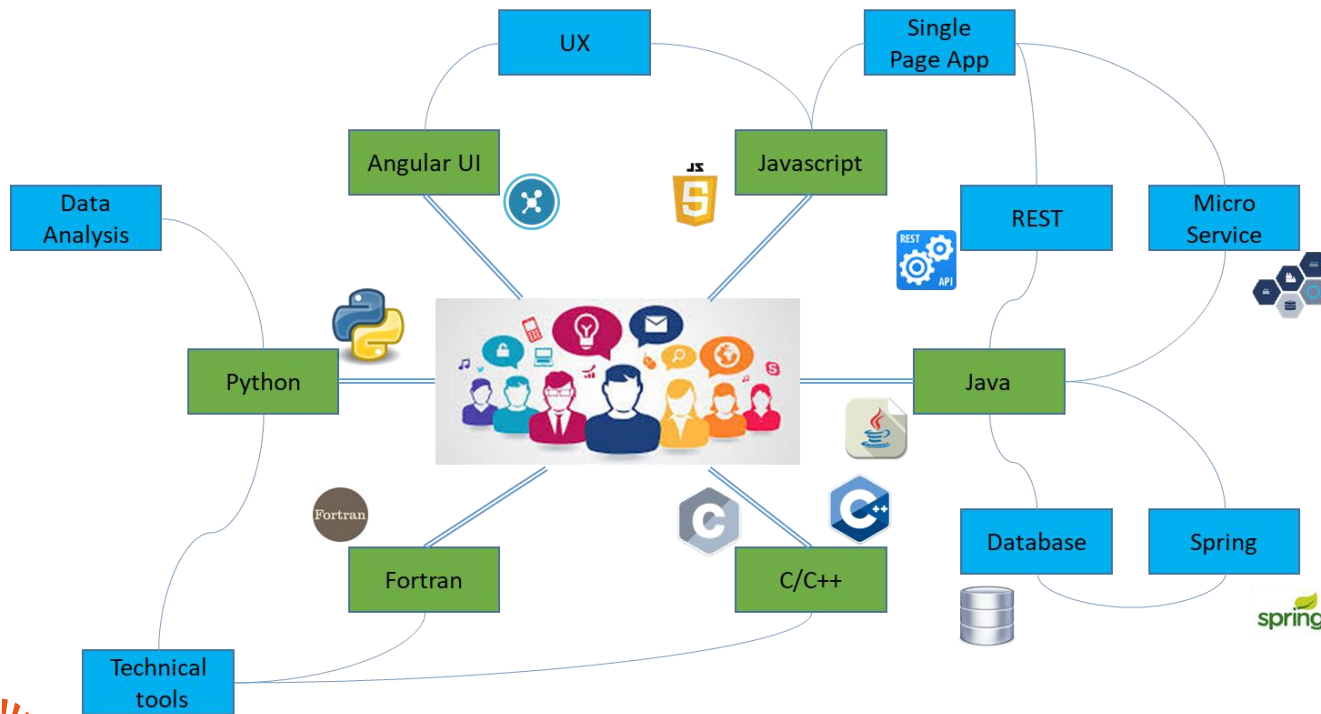 UX
Single
Page App
Angular UI
Javascript
JS
Data
Analysis
REST
Micro
Service
REST
API
Python
Java
Fortran
C
C++
Fortran
C/C++
Database
Spring
spring
Technical
tools